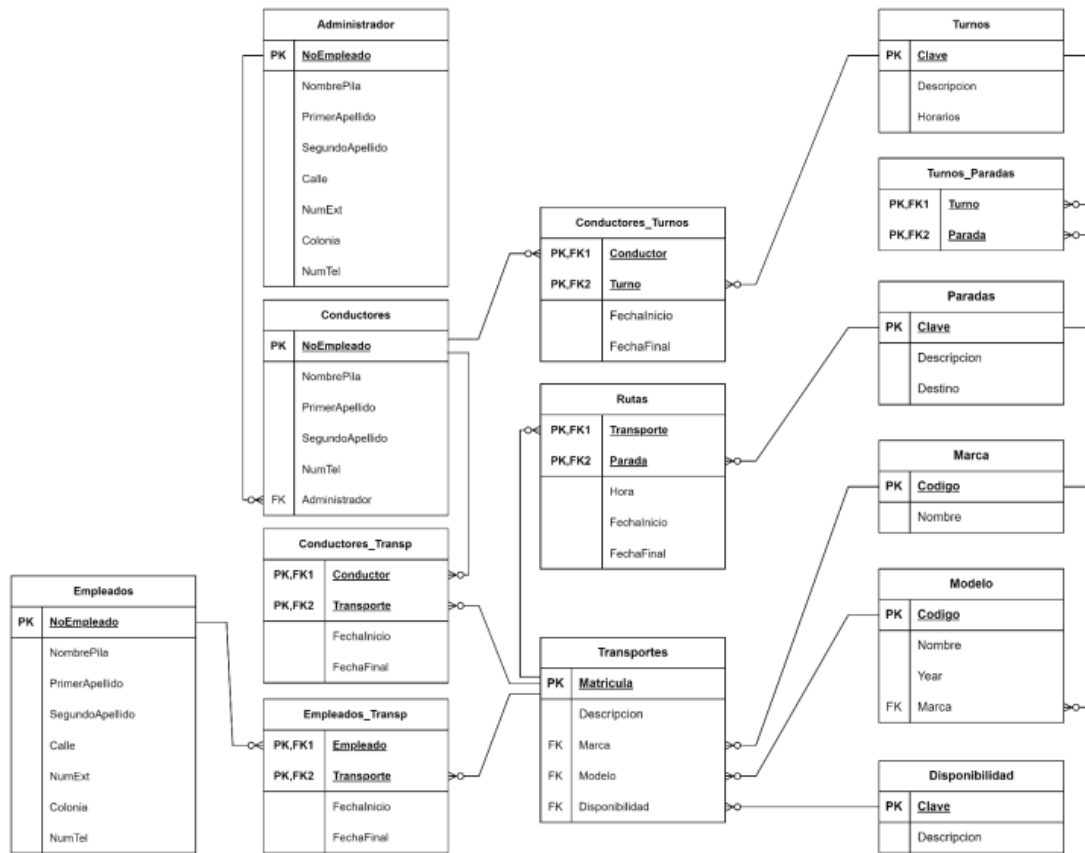 Administrador
PK NoEmpleado
NombrePila
PrimerApellido
SegundoApellido
Calle
NumExt
Colonia
NumTel
Conductores
PK NoEmpleado
NombrePila
PrimerApellido
SegundoApellido
NumTel
FK Administrador
Conductores_Transp
PK,FK1 Conductor
PK,FK2 Transporte
FechaInicio
FechaFinal
Empleados
PK NoEmpleado
NombrePila
PrimerApellido
SegundoApellido
Calle
NumExt
Colonia
NumTel
Empleados_Transp
PK,FK1 Empleado
PK,FK2 Transporte
FechaInicio
FechaFinal
Conductores_Turnos
PK,FK1 Conductor
PK,FK2 Turno
FechaInicio
FechaFinal
Rutas
PK,FK1 Transporte
PK,FK2 Parada
Hora
FechaInicio
FechaFinal
Transportes
PK Matricula
Descripcion
FK Marca
FK Modelo
FK Disponibilidad
Turnos
PK Clave
Descripcion
Horarios
Turnos_Paradas
PK,FK1 Turno
PK,FK2 Parada
Paradas
PK Clave
Descripcion
Destino
Marca
PK Codigo
Nombre
Modelo
PK Codigo
Nombre
Year
FK Marca
Disponibilidad
PK Clave
Descripcion